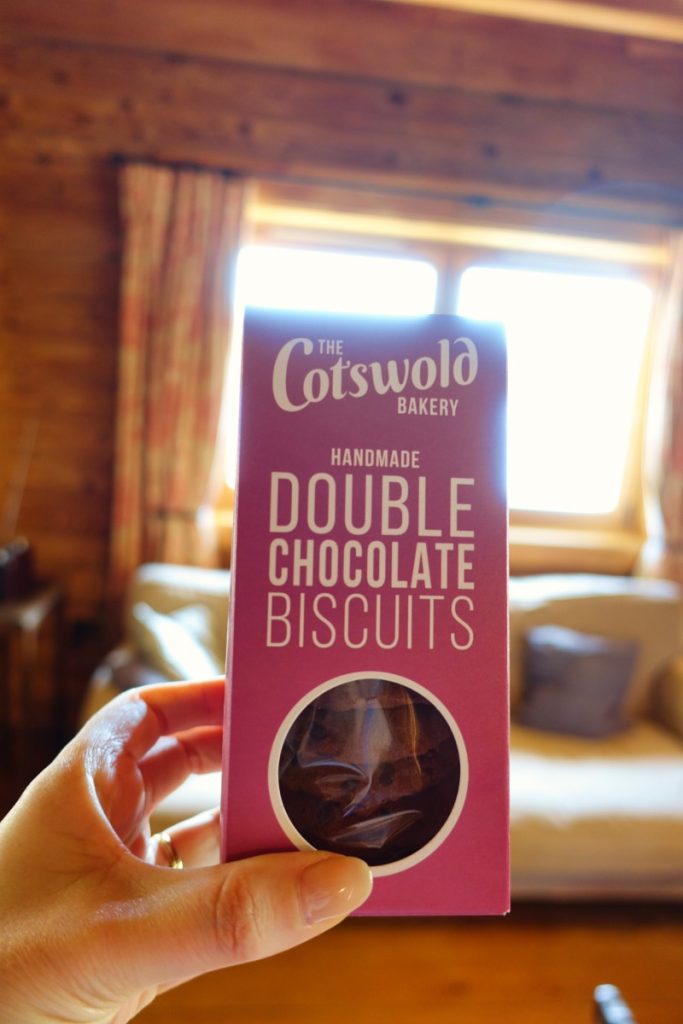 THE
Cotswold
BAKERY
HANDMADE
DOUBLE
CHOCOLATE
BISCUITS